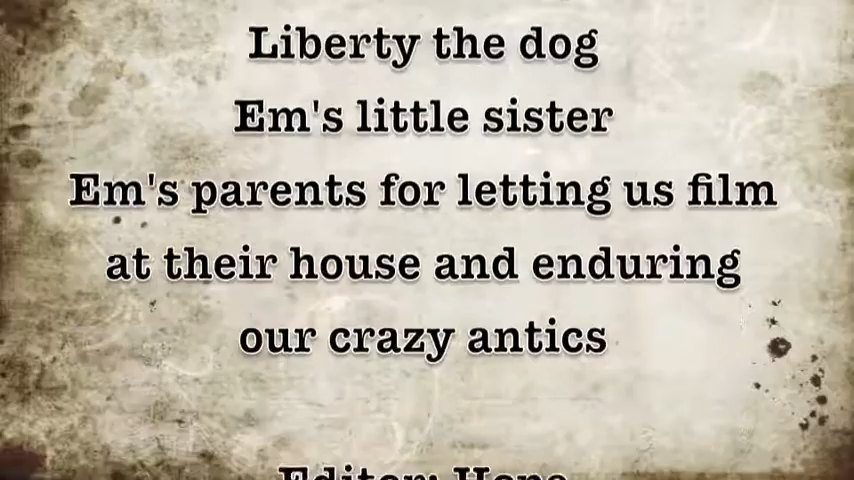 Liberty the dog
Em's little sister
Em's parents for letting us film
at their house and enduring
our crazy antics
Editor: Hope